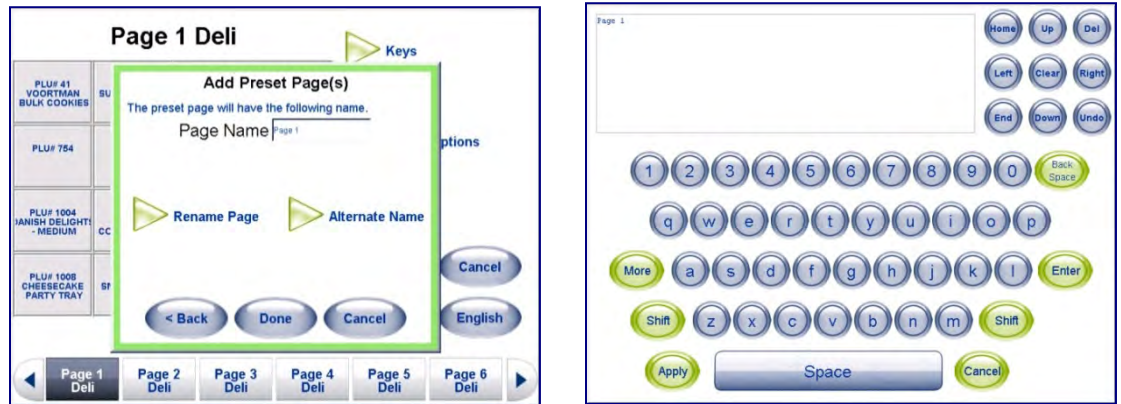 Page 1 Deli
Keys
PLU# 41
VOORTMAN
BULK COOKIES
SU
PLU# 754
PLU# 1004
DANISH DELIGHTS
- MEDIUM
CC
PLU# 1008
CHEESECAKE
PARTY TRAY
SN
Add Preset Page(s)
The preset page will have the following name.
Page Name Page 1
ptions
Rename Page
Alternate Name
Cancel
< Back
Done
Cancel
English
Page 1
Deli
Page 2
Deli
Page 3
Deli
Page 4
Deli
Page 5
Deli
Page 6
Deli
Page 1
Home Up Del
Left Clear Right
End Down Undo
1 2 3 4 5 6 7 8 9 0 Back Space
q w e r t y u i o p
More a s d f g h j k l Enter
Shift z x c v b n m Shift
Apply Space Cancel